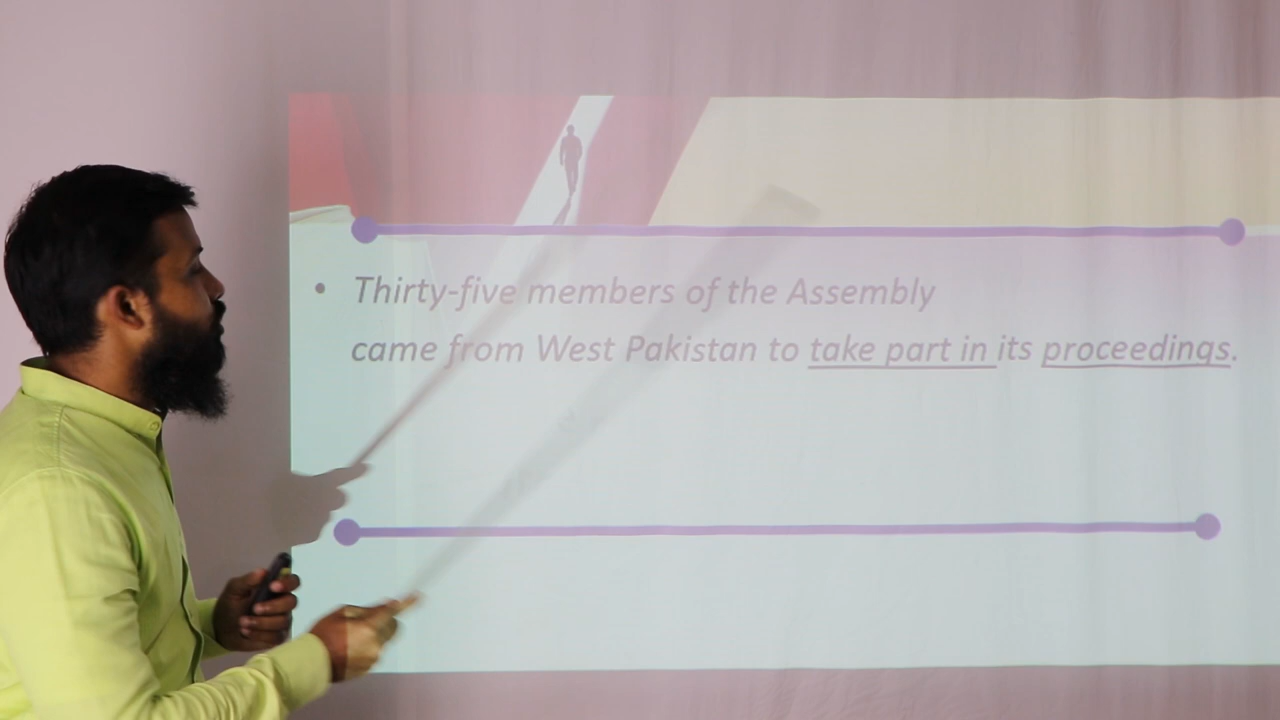 • Thirty-five members of the Assembly
came from West Pakistan to take part in its proceedings.